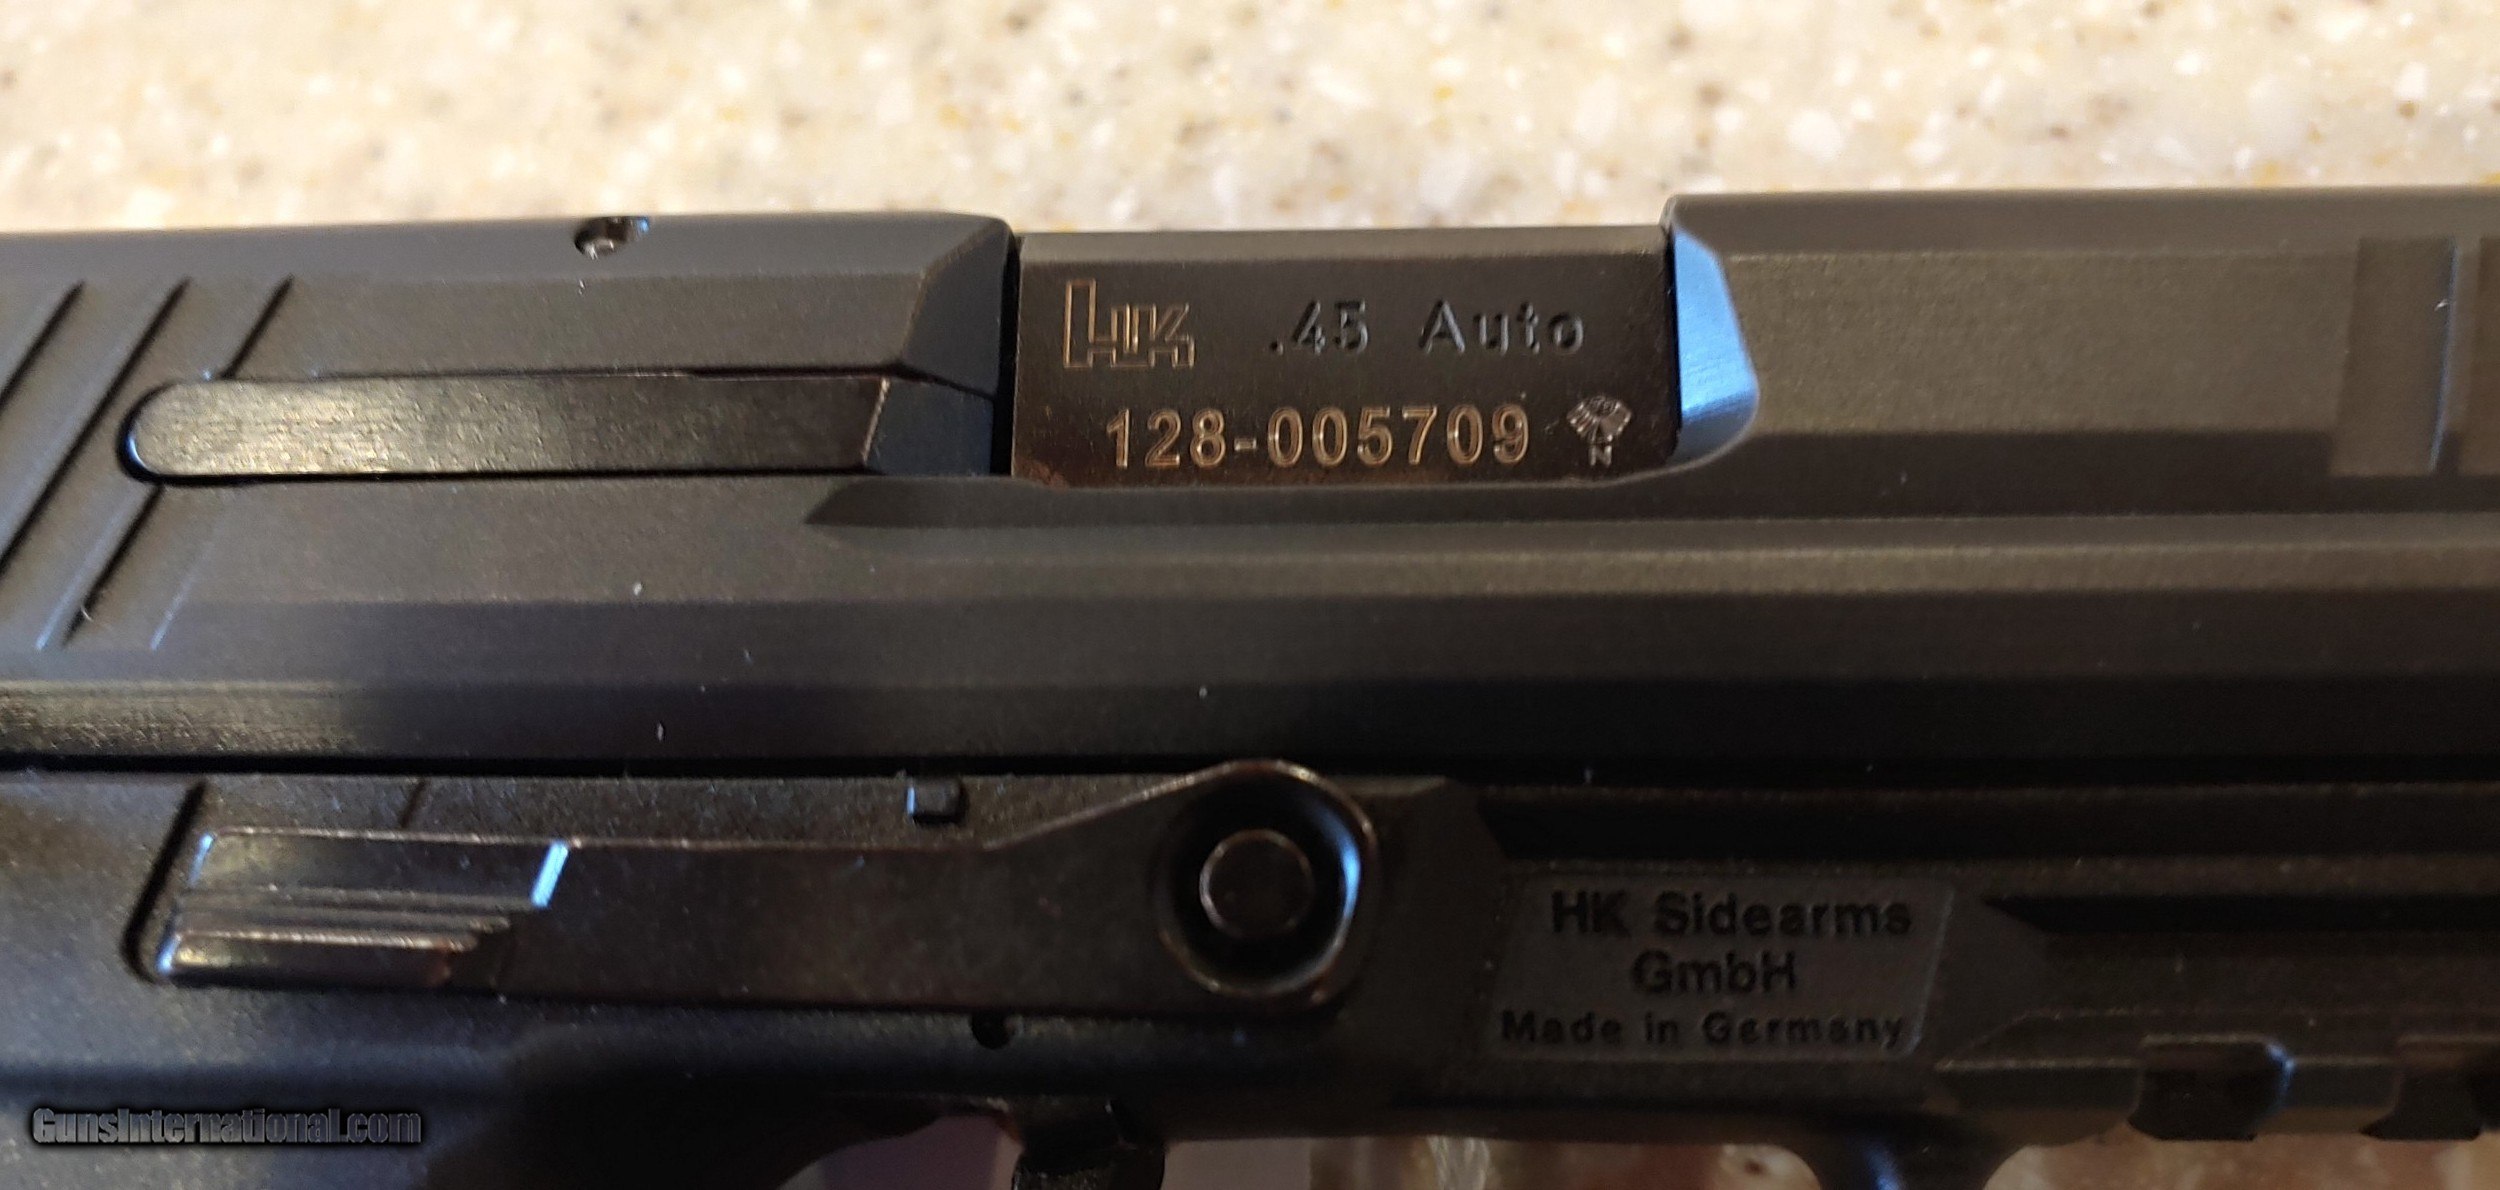 HK .45 Auto
128-005709 N
HK Sidearms
GmbH
Made in Germany
GunsInternational.com